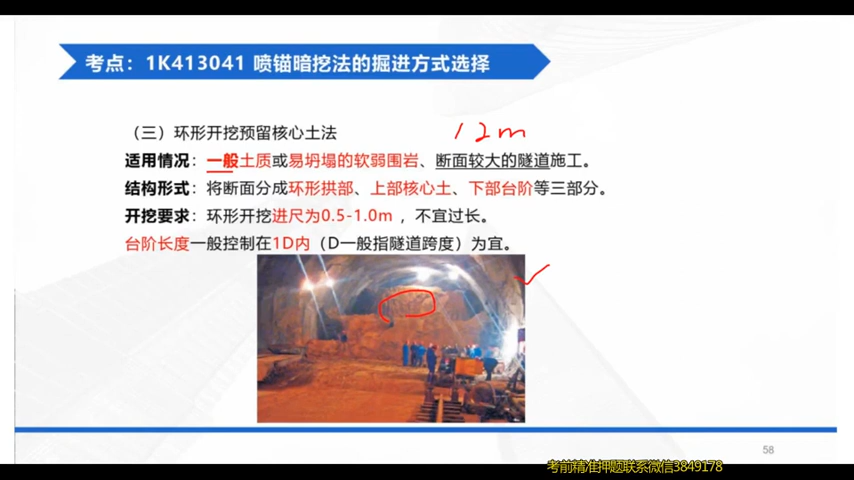 考点：1K413041 喷锚暗挖法的掘进方式选择
（三）环形开挖预留核心土法
12m
适用情况：一般土质或易坍塌的软弱围岩、断面较大的隧道施工。
结构形式：将断面分成环形拱部、上部核心土、下部台阶等三部分。
开挖要求：环形开挖进尺为0.5-1.0m ，不宜过长。
台阶长度一般控制在1D内（D一般指隧道跨度）为宜。
58
考前精准押题联系微信3849178